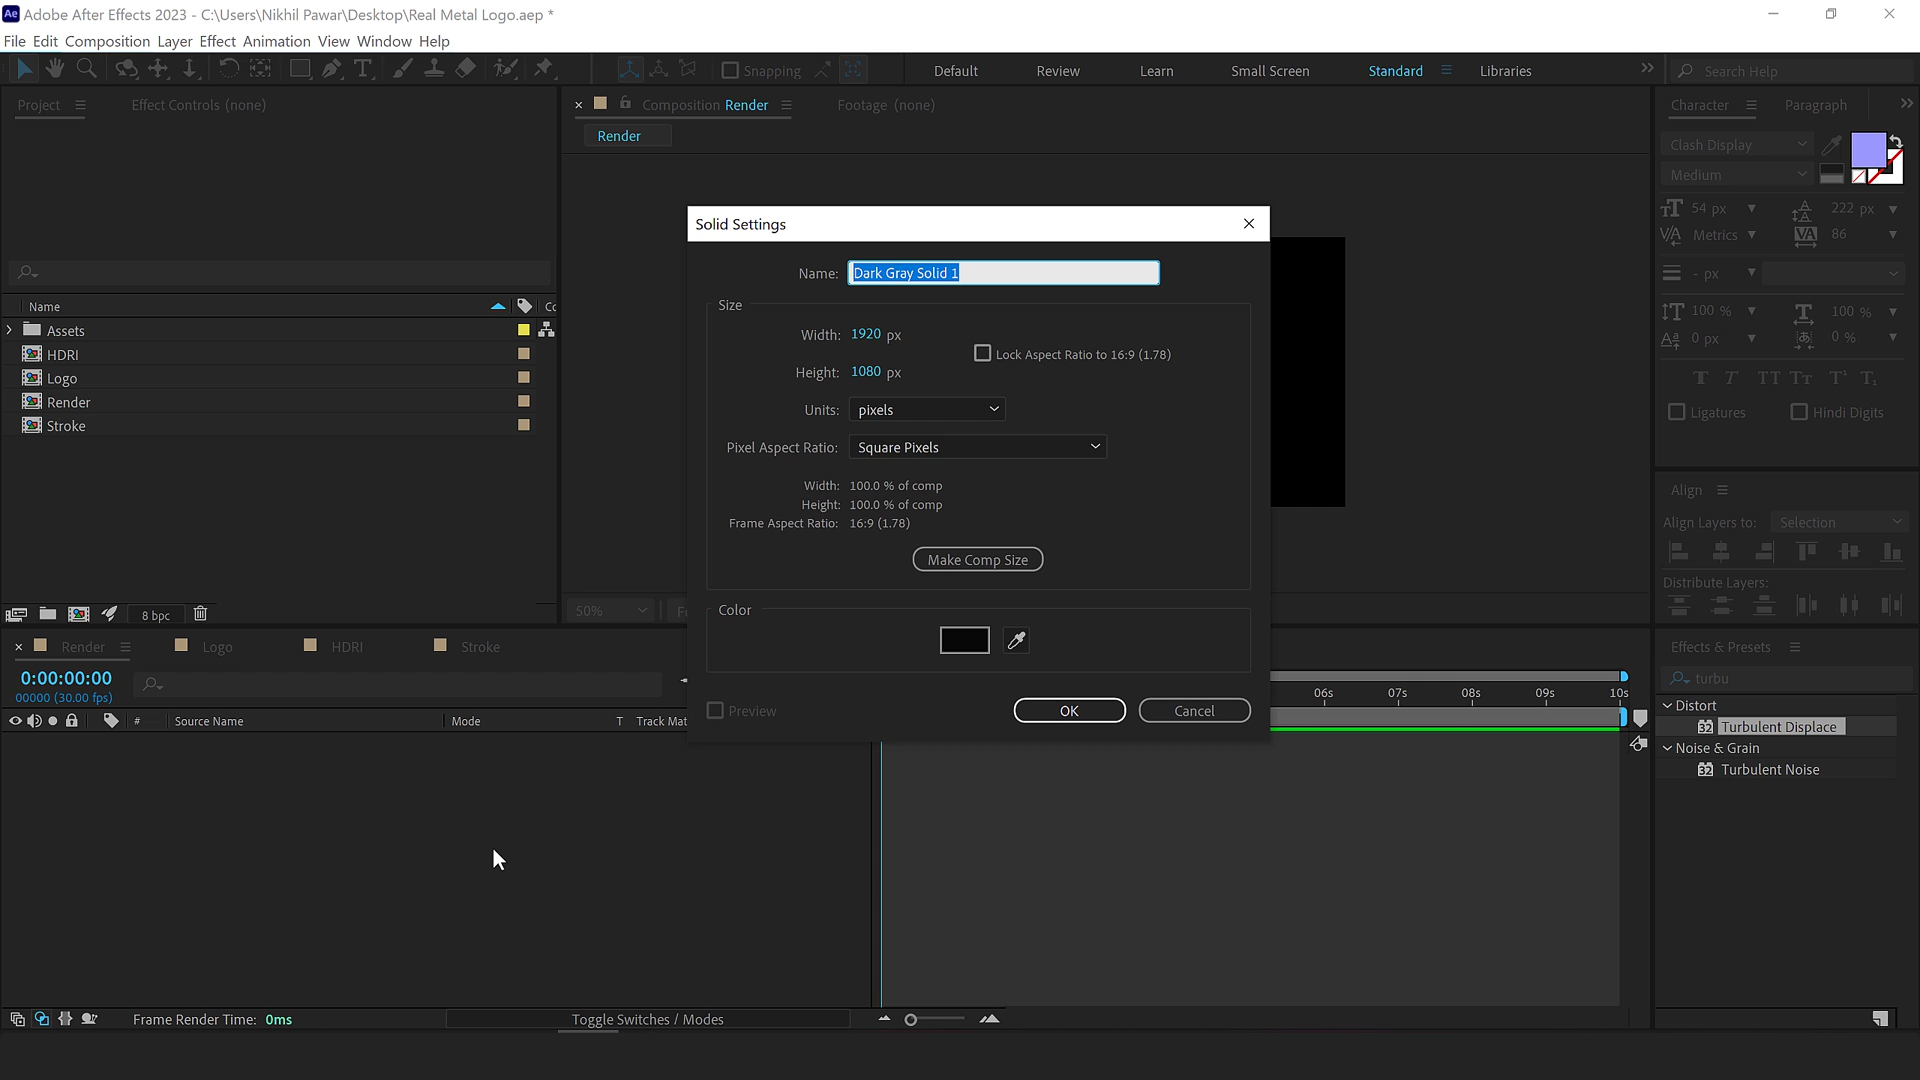 Ae Adobe After Effects 2023 - C:\Users\Nikhil Pawar\Desktop\Real Metal Logo.aep *
File Edit Composition Layer Effect Animation View Window Help
Snapping
Default Review Learn Small Screen Standard Libraries
Search Help
Project Effect Controls (none)
Composition Render
Footage (none)
Render
Name
Assets
HDRI
Logo
Render
Stroke
8 bpc
Solid Settings
Name: Dark Gray Solid 1
Size
Width: 1920 px
Lock Aspect Ratio to 16:9 (1.78)
Height: 1080 px
Units: pixels
Pixel Aspect Ratio: Square Pixels
Width: 100.0 % of comp
Height: 100.0 % of comp
Frame Aspect Ratio: 16:9 (1.78)
Make Comp Size
Color
Preview
OK Cancel
Character Paragraph
Clash Display
Medium
54 px 222 px
Metrics 86
- px
100 % 100 %
0 px 0 %
Ligatures Hindi Digits
Align
Align Layers to: Selection
Distribute Layers:
50%
Render Logo HDRI Stroke
0:00:00:00
00000 (30.00 fps)
# Source Name Mode T Track Mat
06s 07s 08s 09s 10s
Effects & Presets
turbu
Distort
32 Turbulent Displace
Noise & Grain
32 Turbulent Noise
Frame Render Time: 0ms
Toggle Switches / Modes